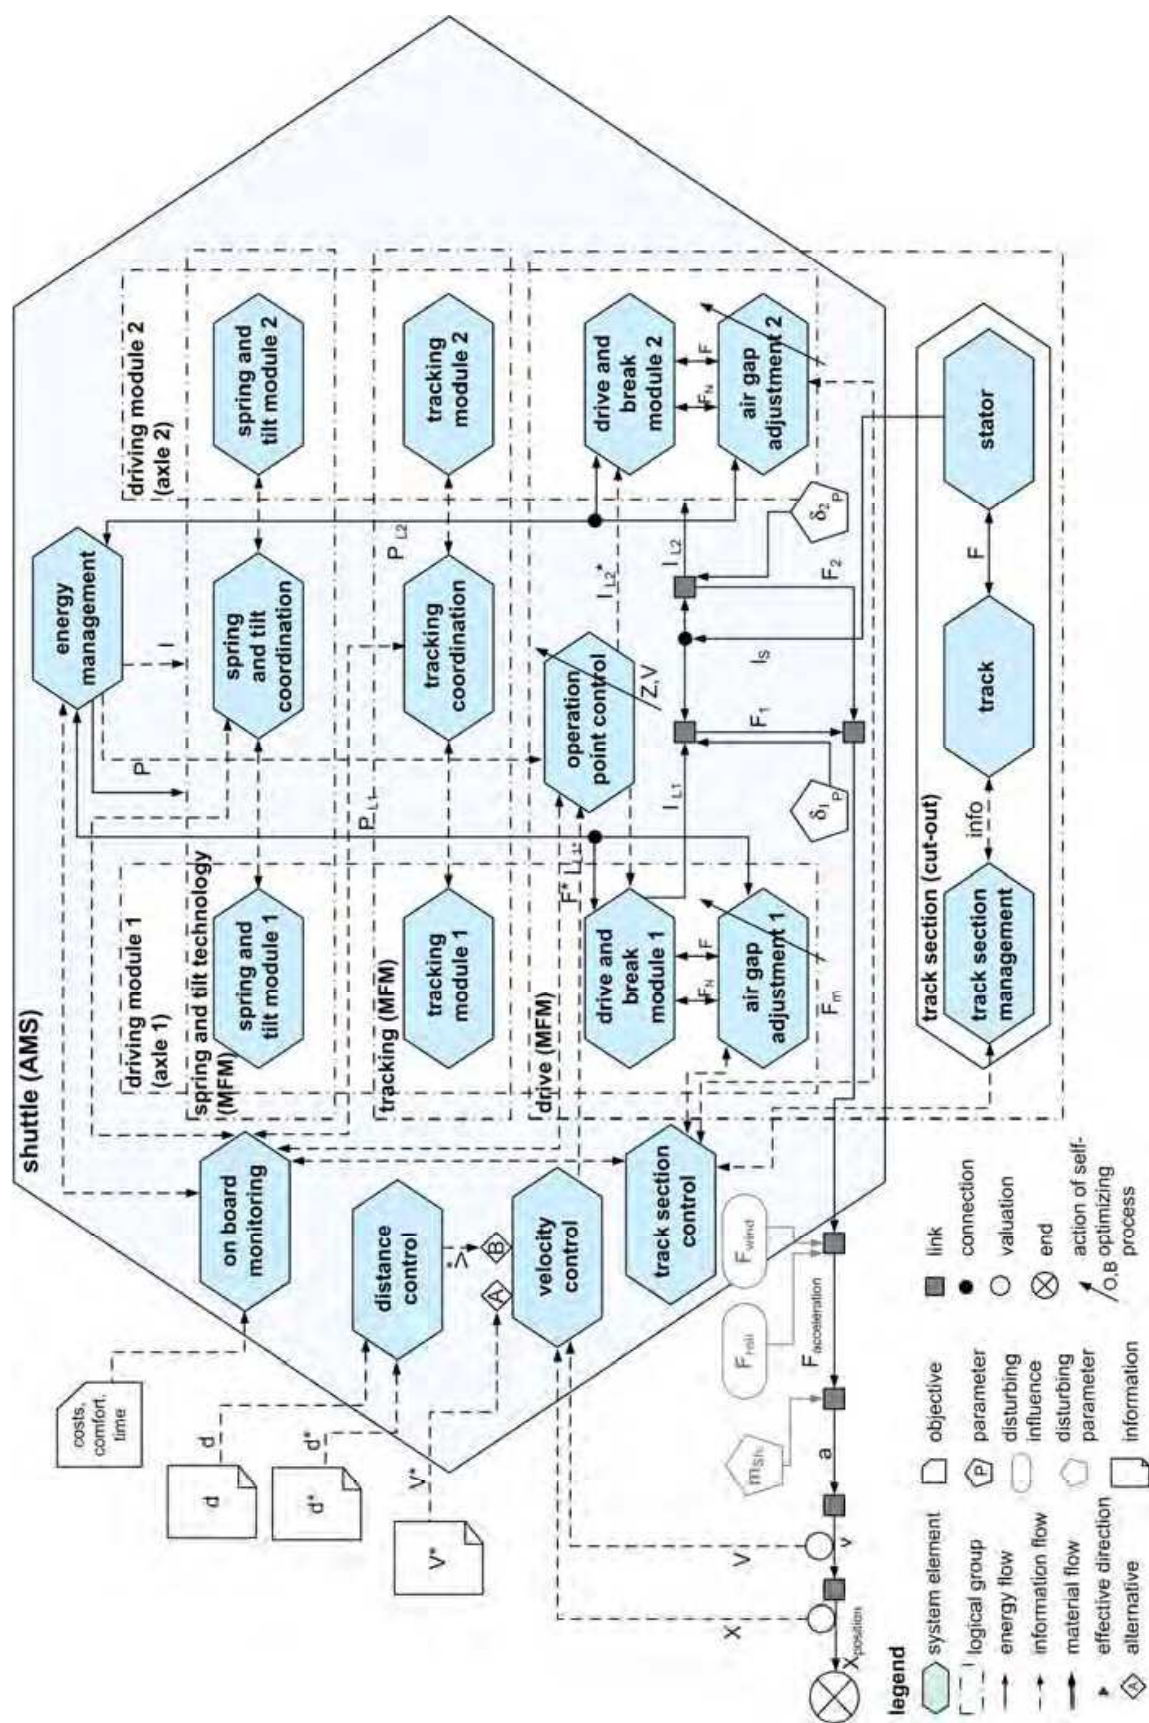 shuttle (AMS)
energy
management
driving module 1
(axle 1)
driving module 2
(axle 2)
spring and tilt technology
(MFM)
spring and
tilt module 1
spring
and tilt
coordination
spring and
tilt module 2
on board
monitoring
costs,
comfort,
time
P
I
P L1
P L2
tracking (MFM)
tracking
module 1
tracking
coordination
tracking
module 2
distance
control
d
d
d*
d*
V*
V*
A
B
velocity
control
drive (MFM)
F*
operation
point control
Z,V
I L2*
drive and
break
module 1
drive and
break
module 2
F N
F
F N
F
air gap
adjustment 1
air gap
adjustment 2
I L1
I L2
I S
F 1
F 2
δ1 P
δ2 P
F m
track section
control
F wind
F acceleration
a
v
V
X
X position
track section (cut-out)
track section
management
info
track
F
stator
legend
system element
logical group
energy flow
information flow
material flow
effective direction
A
alternative
objective
P
parameter
disturbing
influence
disturbing
parameter
information
link
connection
valuation
end
action of self-
O,B optimizing
process